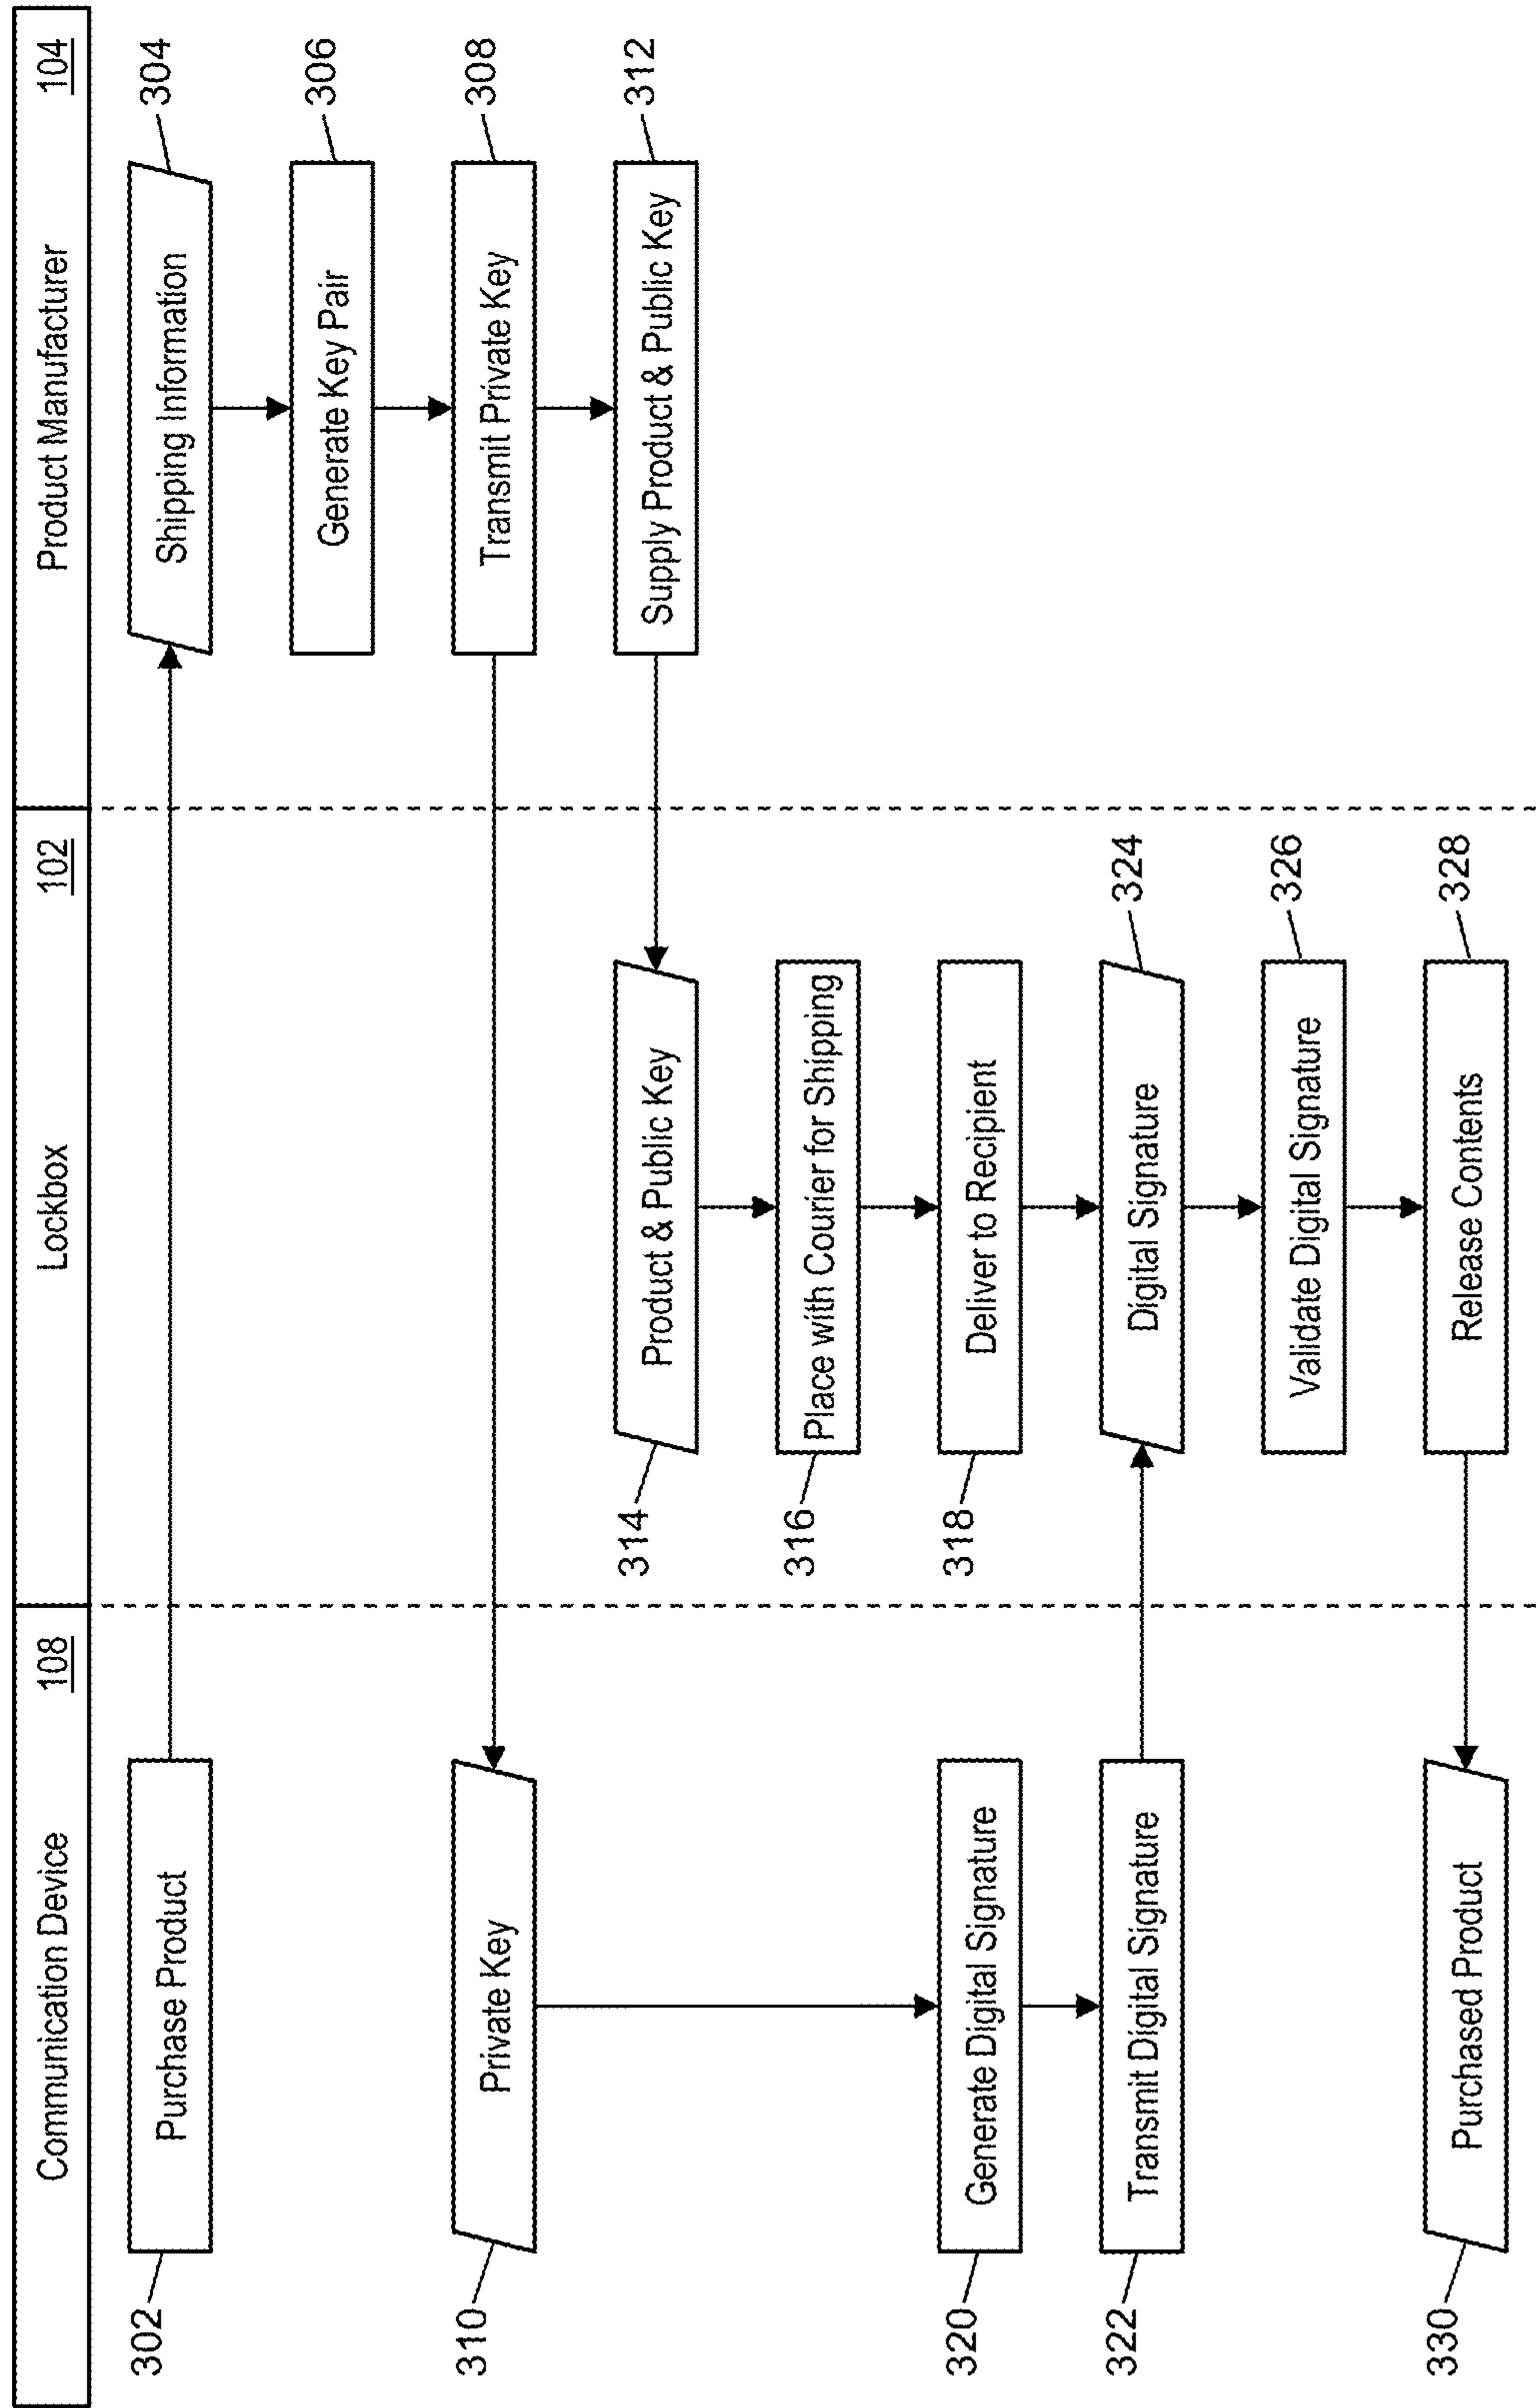 Communication Device 108
Lockbox 102
Product Manufacturer 104
302
Purchase Product
Shipping Information
304
Generate Key Pair
306
310
Private Key
Transmit Private Key
308
314
Product & Public Key
Supply Product & Public Key
312
316
Place with Courier for Shipping
320
Generate Digital Signature
318
Deliver to Recipient
322
Transmit Digital Signature
Digital Signature
324
Validate Digital Signature
326
330
Purchased Product
Release Contents
328